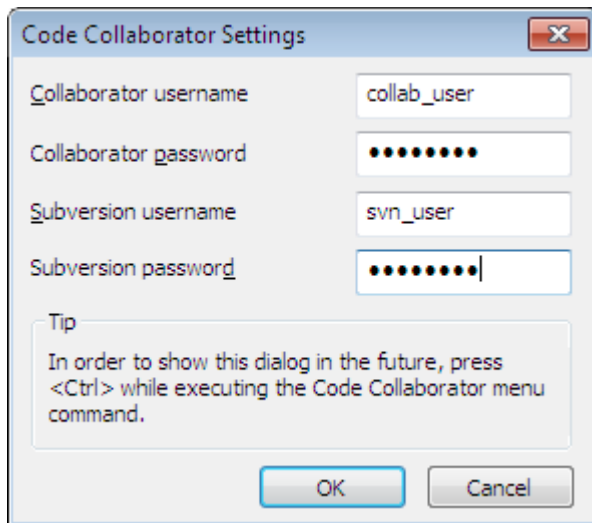 Code Collaborator Settings
Collaborator username collab_user
Collaborator password ●●●●●●●●
Subversion username svn_user
Subversion password ●●●●●●●●
Tip
In order to show this dialog in the future, press
<Ctrl> while executing the Code Collaborator menu
command.
OK Cancel